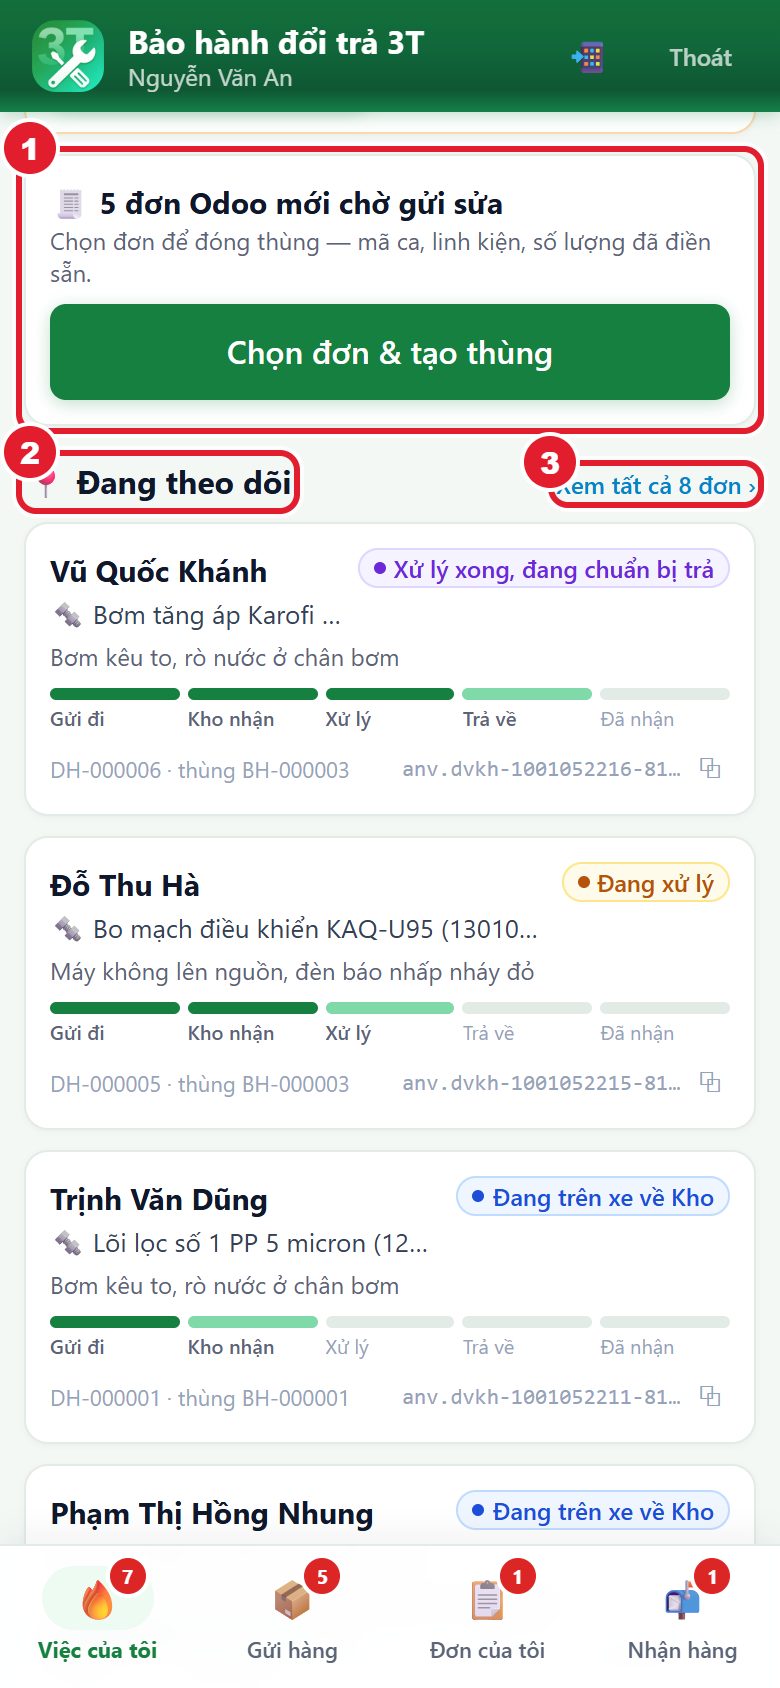 3T
Bảo hành đổi trả 3T
Nguyễn Văn An
Thoát
1
5 đơn Odoo mới chờ gửi sửa
Chọn đơn để đóng thùng — mã ca, linh kiện, số lượng đã điền
sẵn.
Chọn đơn & tạo thùng
2
Đang theo dõi
3
Xem tất cả 8 đơn ›
Vũ Quốc Khánh
Xử lý xong, đang chuẩn bị trả
Bơm tăng áp Karofi ...
Bơm kêu to, rò nước ở chân bơm
Gửi đi Kho nhận Xử lý Trả về Đã nhận
DH-000006 · thùng BH-000003 anv.dvkh-1001052216-81…
Đỗ Thu Hà
Đang xử lý
Bo mạch điều khiển KAQ-U95 (13010...
Máy không lên nguồn, đèn báo nhấp nháy đỏ
Gửi đi Kho nhận Xử lý Trả về Đã nhận
DH-000005 · thùng BH-000003 anv.dvkh-1001052215-81…
Trịnh Văn Dũng
Đang trên xe về Kho
Lõi lọc số 1 PP 5 micron (12...
Bơm kêu to, rò nước ở chân bơm
Gửi đi Kho nhận Xử lý Trả về Đã nhận
DH-000001 · thùng BH-000001 anv.dvkh-1001052211-81…
Phạm Thị Hồng Nhung
Đang trên xe về Kho
7 5 1 1
Việc của tôi Gửi hàng Đơn của tôi Nhận hàng